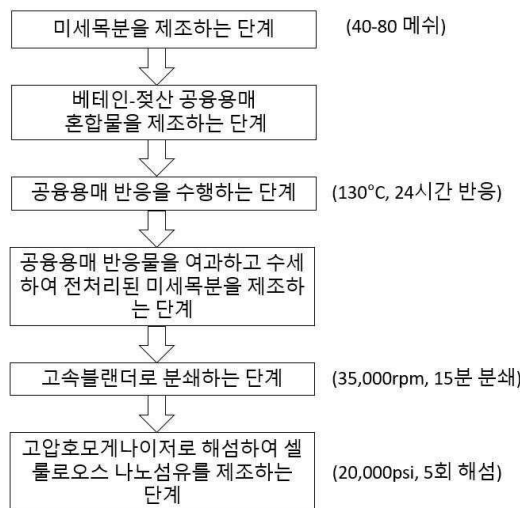 미세목분을 제조하는 단계 (40-80 메쉬)
베테인-젖산 공융용매
혼합물을 제조하는 단계
공융용매 반응을 수행하는 단계 (130°C, 24시간 반응)
공융용매 반응물을 여과하고 수세
하여 전처리된 미세목분을 제조하
는 단계
고속블랜더로 분쇄하는 단계 (35,000rpm, 15분 분쇄)
고압호모게나이저로 해섬하여 셀
룰로오스 나노섬유를 제조하는
단계
(20,000psi, 5회 해섬)